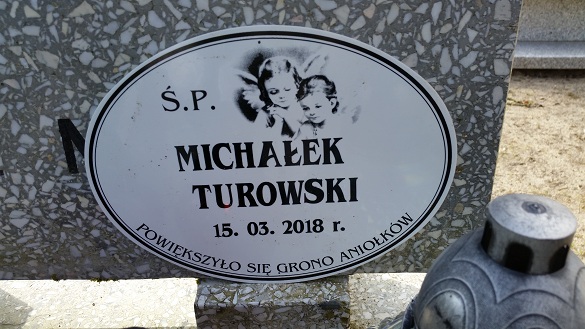 Ś.P.
MICHAŁEK
TUROWSKI
15. 03. 2018 r.
POWIĘKSZYŁO SIĘ GRONO ANIOŁKÓW